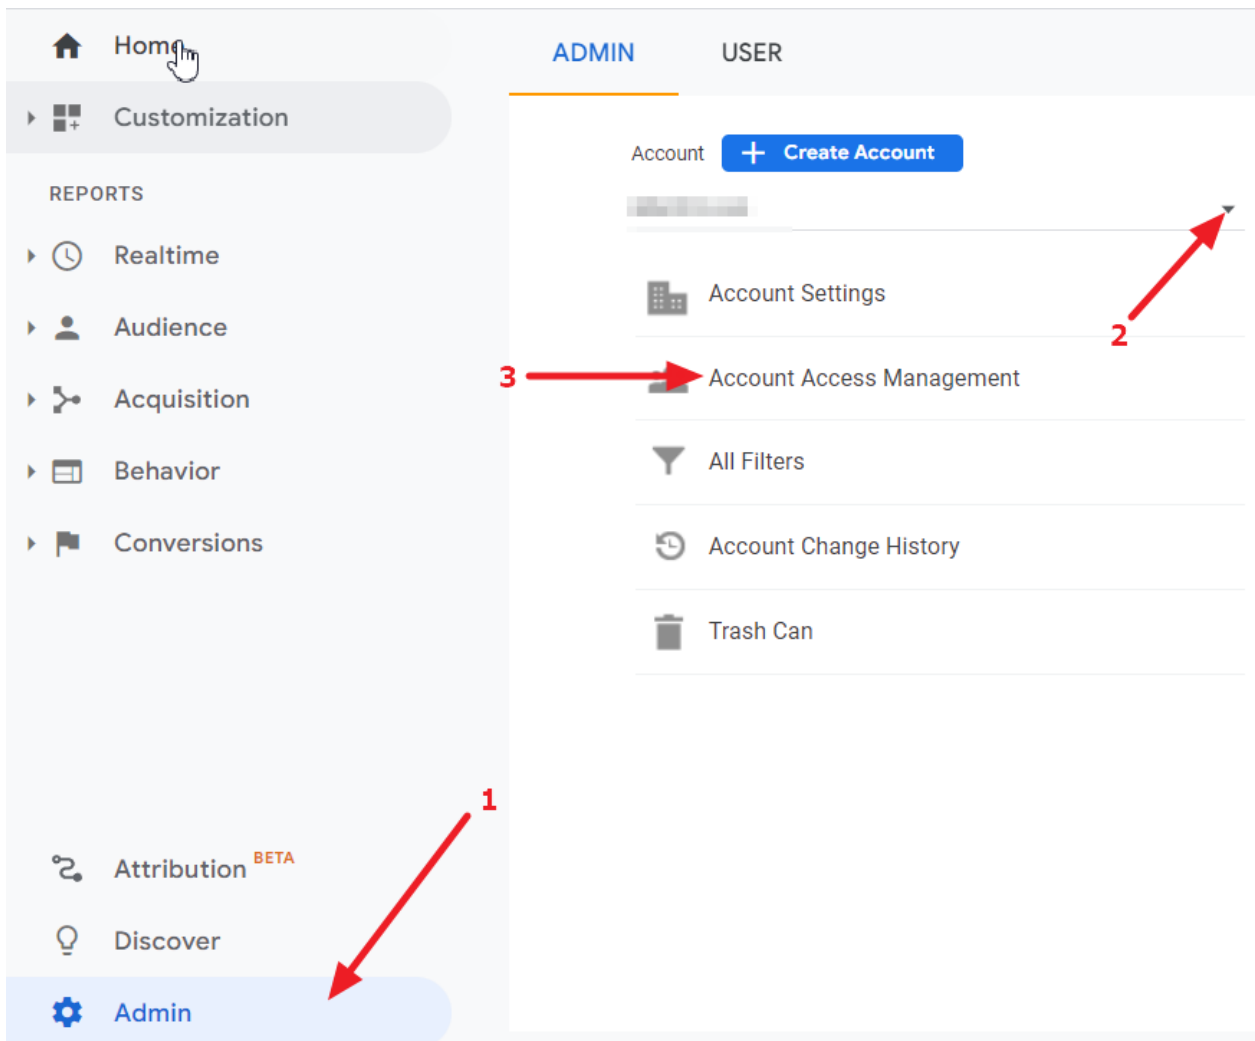 Home
Customization
REPORTS
Realtime
Audience
Acquisition
Behavior
Conversions
Attribution BETA
Discover
Admin
1
ADMIN USER
Account + Create Account
2
Account Settings
3 Account Access Management
All Filters
Account Change History
Trash Can